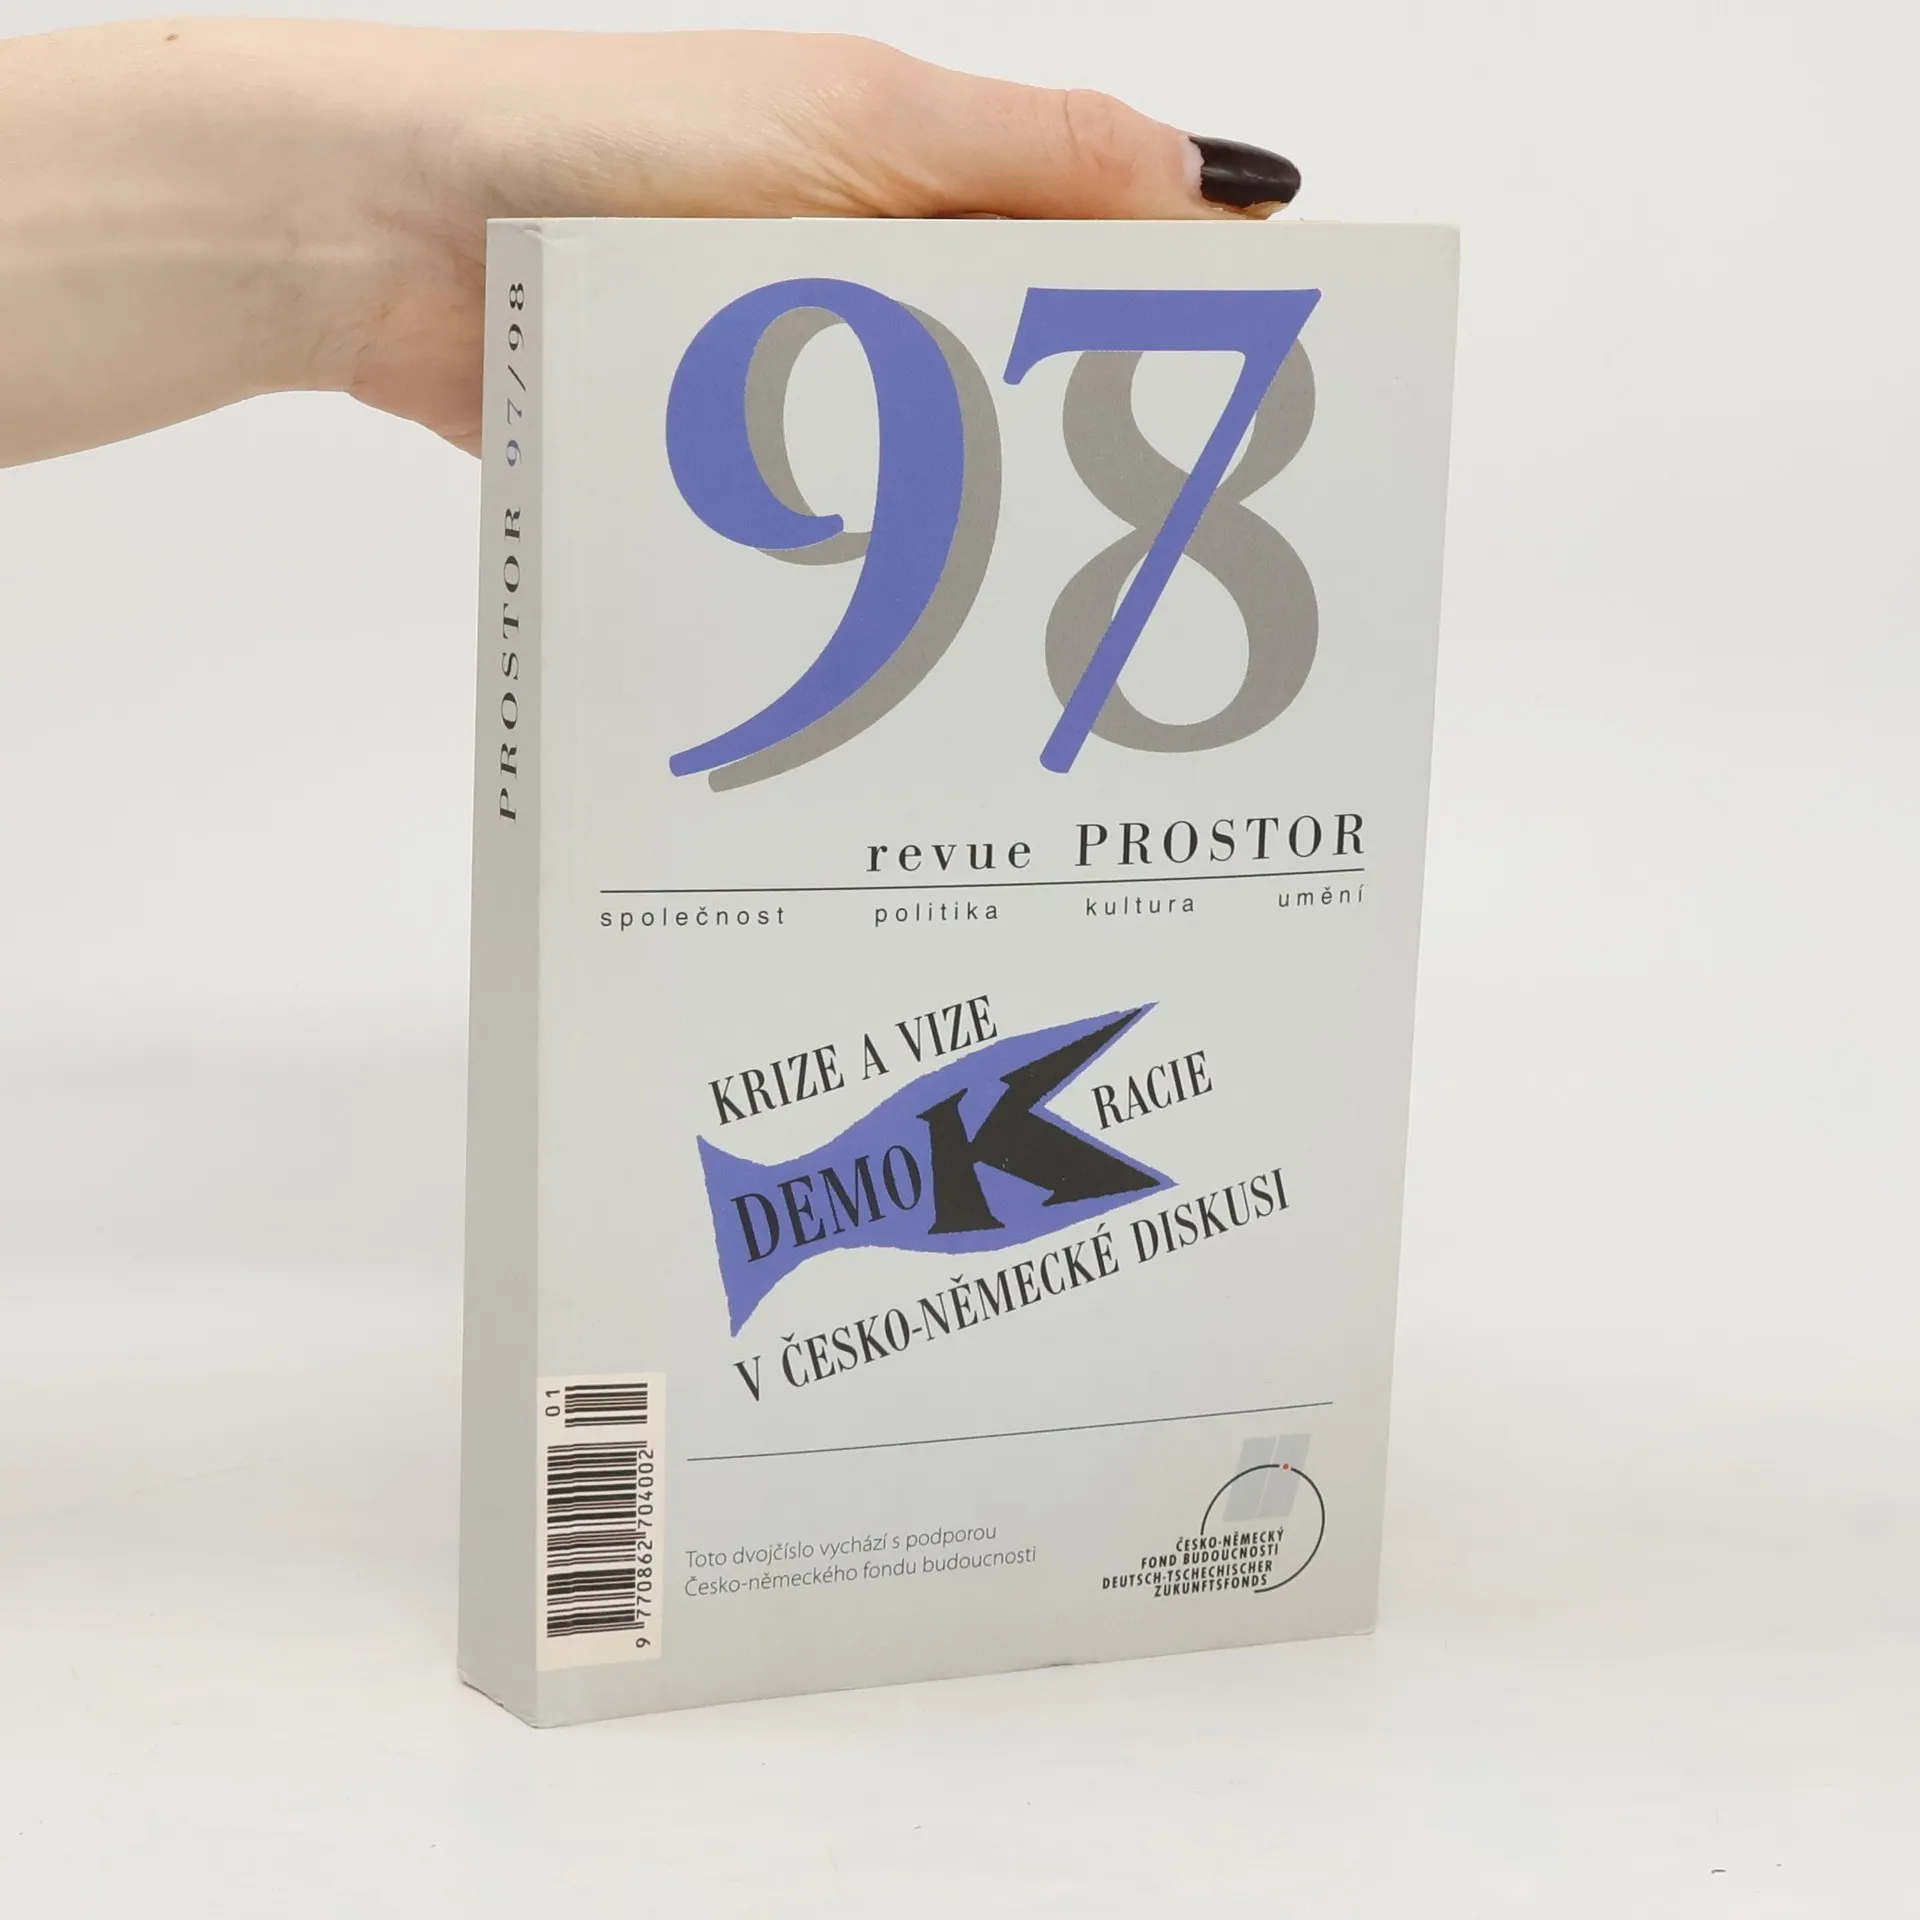 PROSTOR 97/98
97
98
revue PROSTOR
společnost politika kultura umění
KRIZE A VIZE
DEMOKRACIE
V ČESKO-NĚMECKÉ DISKUSI
01
9 770862 704002
Toto dvojčíslo vychází s podporou
Česko-německého fondu budoucnosti
ČESKO-NĚMECKÝ
FOND BUDOUCNOSTI
DEUTSCH-TSCHECHISCHER
ZUKUNFTSFONDS